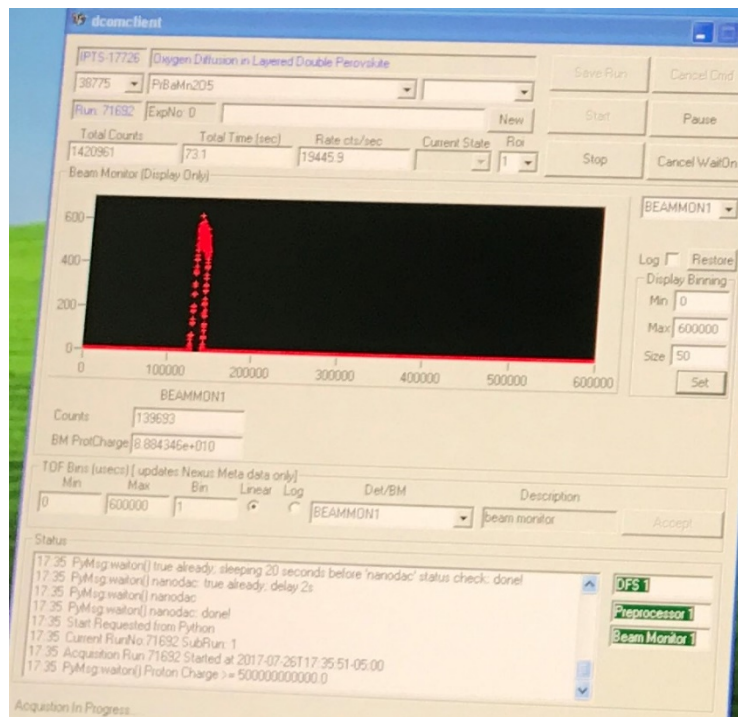 dcomclient
IPTS-17726 Oxygen Diffusion in Layered Double Perovskite
Save Run Cancel Cmd
38775 PrBaMn2O5
Run: 71692 ExpNo: 0 New
Start Pause
Total Counts Total Time (sec) Rate cts/sec Current State Roi
1420961 73.1 19445.9 1
Stop Cancel WaitOn
Beam Monitor (Display Only)
BEAMMON1
600
400
200
0
0 100000 200000 300000 400000 500000 600000
Log Restore
Display Binning
Min 0
Max 600000
Size 50
Set
BEAMMON1
Counts 139693
BM ProtCharge 8.884346e+010
TOF Bins (usecs) [ updates Nexus Meta data only]
Min Max Bin Linear Log Det/BM Description
0 600000 1 BEAMMON1 beam monitor Accept
Status
17:35 PyMsg:waiton() true already; sleeping 20 seconds before 'nanodac' status check: done!
17:35 PyMsg:waiton() nanodac: true already; delay 2s
17:35 PyMsg:waiton() nanodac
17:35 PyMsg:waiton() nanodac: done!
17:35 Start Requested from Python
17:35 Current RunNo 71692 SubRun: 1
17:35 Acquisition Run 71692 Started at 2017-07-26T17:35:51-05:00
17:35 PyMsg:waiton() Proton Charge >= 500000000000.0
DFS 1
Preprocessor 1
Beam Monitor 1
Acquistion In Progress...